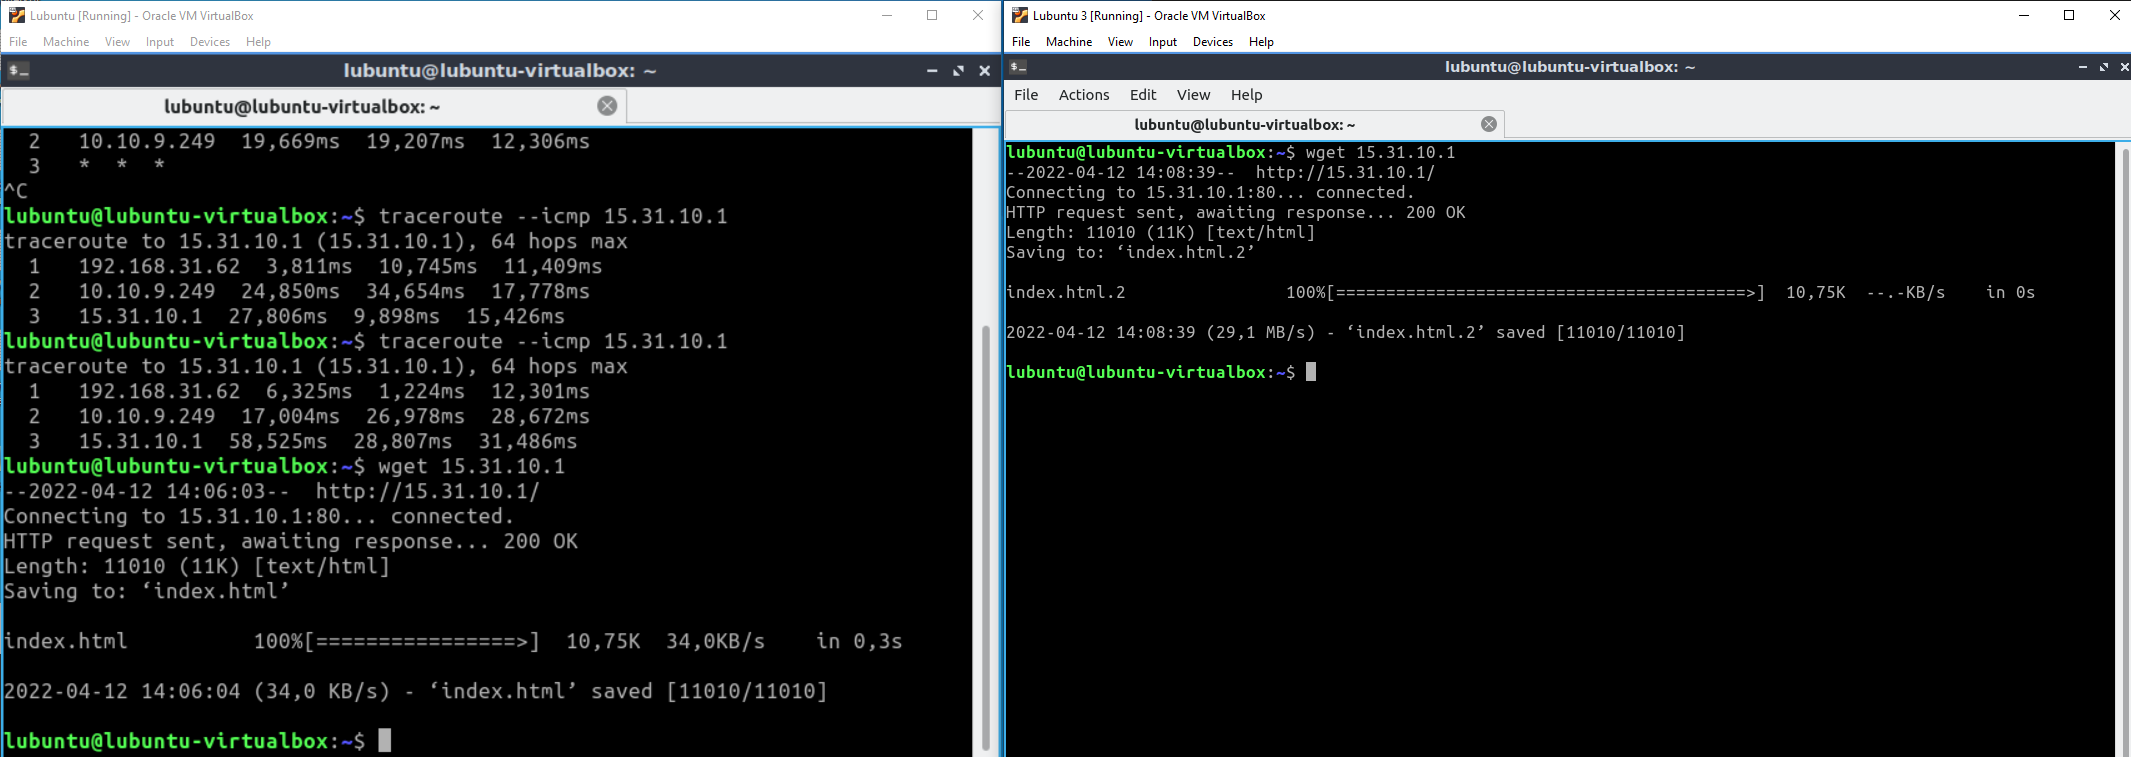 Lubuntu [Running] - Oracle VM VirtualBox
File Machine View Input Devices Help
lubuntu@lubuntu-virtualbox: ~
lubuntu@lubuntu-virtualbox: ~
2 10.10.9.249 19,669ms 19,207ms 12,306ms
3 * * *
^C
lubuntu@lubuntu-virtualbox:~$ traceroute --icmp 15.31.10.1
traceroute to 15.31.10.1 (15.31.10.1), 64 hops max
1 192.168.31.62 3,811ms 10,745ms 11,409ms
2 10.10.9.249 24,850ms 34,654ms 17,778ms
3 15.31.10.1 27,806ms 9,898ms 15,426ms
lubuntu@lubuntu-virtualbox:~$ traceroute --icmp 15.31.10.1
traceroute to 15.31.10.1 (15.31.10.1), 64 hops max
1 192.168.31.62 6,325ms 1,224ms 12,301ms
2 10.10.9.249 17,004ms 26,978ms 28,672ms
3 15.31.10.1 58,525ms 28,807ms 31,486ms
lubuntu@lubuntu-virtualbox:~$ wget 15.31.10.1
--2022-04-12 14:06:03-- http://15.31.10.1/
Connecting to 15.31.10.1:80... connected.
HTTP request sent, awaiting response... 200 OK
Length: 11010 (11K) [text/html]
Saving to: ‘index.html’
index.html 100%[================>] 10,75K 34,0KB/s in 0,3s
2022-04-12 14:06:04 (34,0 KB/s) - ‘index.html’ saved [11010/11010]
lubuntu@lubuntu-virtualbox:~$
Lubuntu 3 [Running] - Oracle VM VirtualBox
File Machine View Input Devices Help
lubuntu@lubuntu-virtualbox: ~
File Actions Edit View Help
lubuntu@lubuntu-virtualbox: ~
lubuntu@lubuntu-virtualbox:~$ wget 15.31.10.1
--2022-04-12 14:08:39-- http://15.31.10.1/
Connecting to 15.31.10.1:80... connected.
HTTP request sent, awaiting response... 200 OK
Length: 11010 (11K) [text/html]
Saving to: ‘index.html.2’
index.html.2 100%[=========================================>] 10,75K --.-KB/s in 0s
2022-04-12 14:08:39 (29,1 MB/s) - ‘index.html.2’ saved [11010/11010]
lubuntu@lubuntu-virtualbox:~$